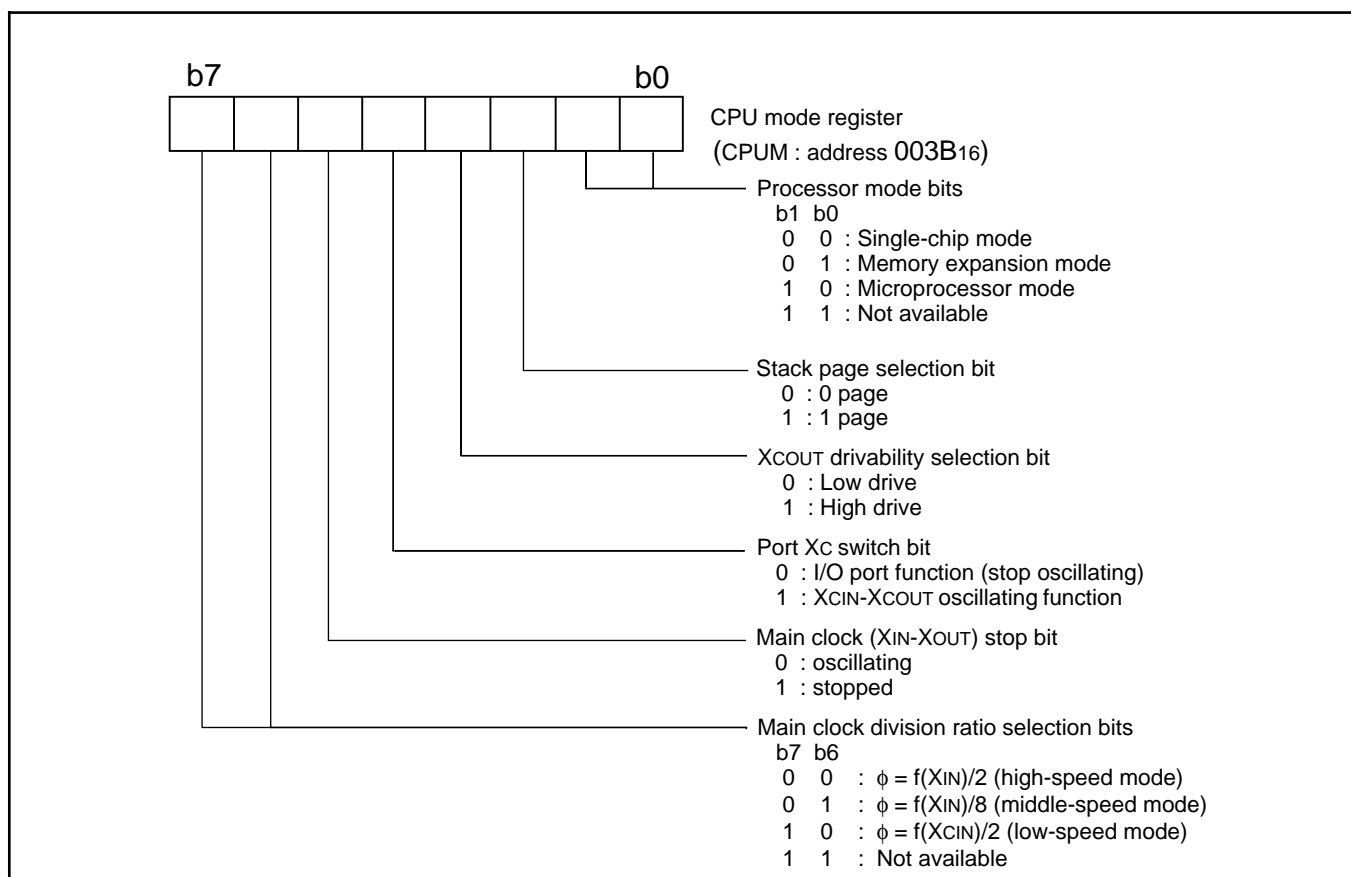 b7 b0
CPU mode register
(CPUM : address 003B16)
Processor mode bits
b1 b0
0 0 : Single-chip mode
0 1 : Memory expansion mode
1 0 : Microprocessor mode
1 1 : Not available
Stack page selection bit
0 : 0 page
1 : 1 page
XCOUT drivability selection bit
0 : Low drive
1 : High drive
Port XC switch bit
0 : I/O port function (stop oscillating)
1 : XCIN-XCOUT oscillating function
Main clock (XIN-XOUT) stop bit
0 : oscillating
1 : stopped
Main clock division ratio selection bits
b7 b6
0 0 : ϕ = f(XIN)/2 (high-speed mode)
0 1 : ϕ = f(XIN)/8 (middle-speed mode)
1 0 : ϕ = f(XCIN)/2 (low-speed mode)
1 1 : Not available